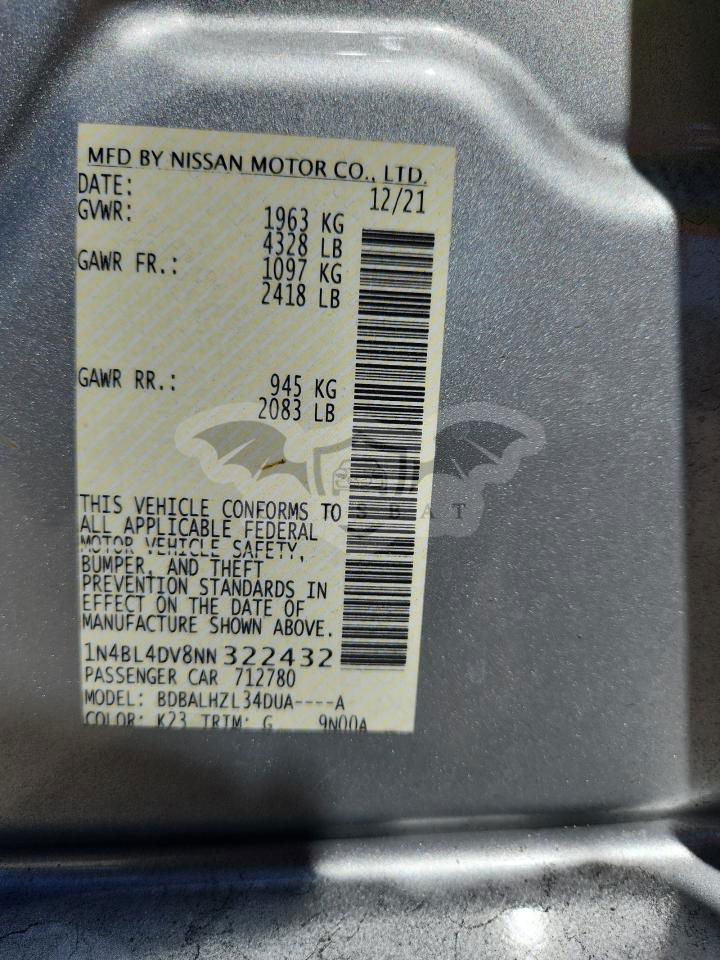 MFD BY NISSAN MOTOR CO., LTD.
DATE: 12/21
GVWR: 1963 KG
4328 LB
GAWR FR.: 1097 KG
2418 LB
GAWR RR.: 945 KG
2083 LB
THIS VEHICLE CONFORMS TO
ALL APPLICABLE FEDERAL
MOTOR VEHICLE SAFETY,
BUMPER, AND THEFT
PREVENTION STANDARDS IN
EFFECT ON THE DATE OF
MANUFACTURE SHOWN ABOVE.
1N4BL4DV8NN 322432
PASSENGER CAR 712780
MODEL: BDBALHZL34DUA----A
COLOR: K23 TRIM: G 9N00A
SBAT